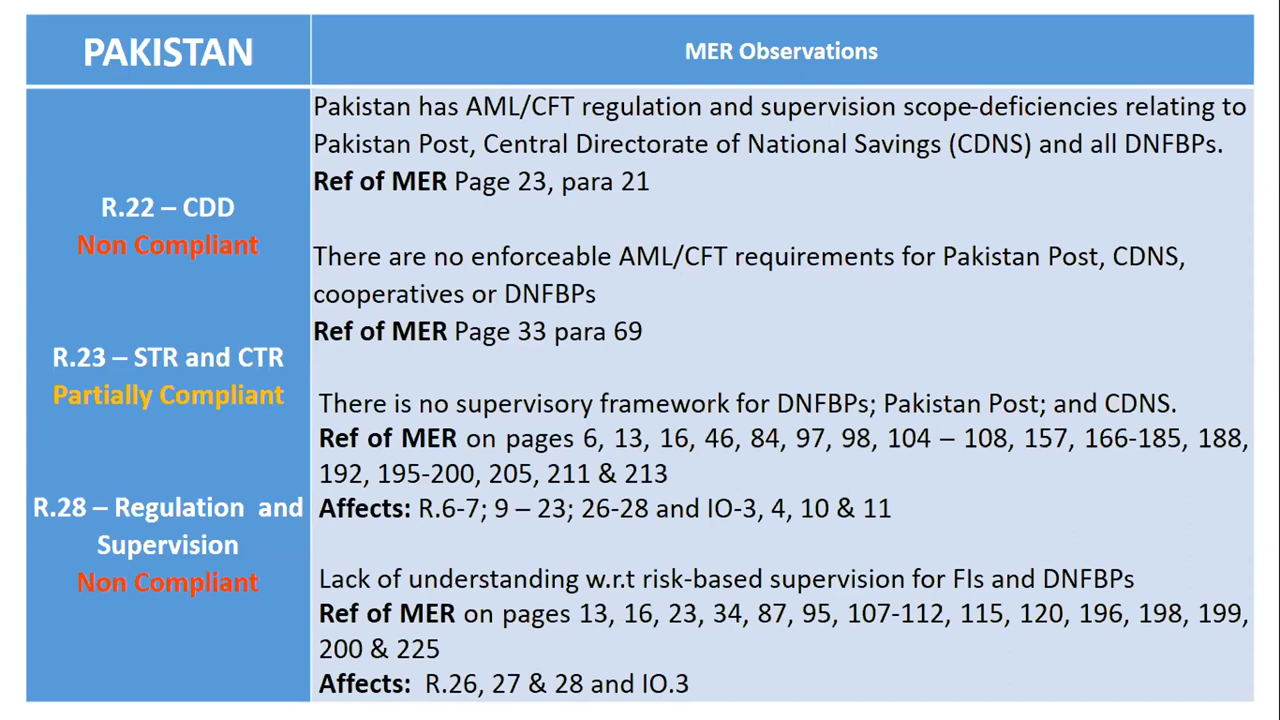 PAKISTAN
MER Observations
R.22 – CDD
Non Compliant
R.23 – STR and CTR
Partially Compliant
R.28 – Regulation and
Supervision
Non Compliant
Pakistan has AML/CFT regulation and supervision scope-deficiencies relating to
Pakistan Post, Central Directorate of National Savings (CDNS) and all DNFBPs.
Ref of MER Page 23, para 21
There are no enforceable AML/CFT requirements for Pakistan Post, CDNS,
cooperatives or DNFBPs
Ref of MER Page 33 para 69
There is no supervisory framework for DNFBPs; Pakistan Post; and CDNS.
Ref of MER on pages 6, 13, 16, 46, 84, 97, 98, 104 – 108, 157, 166-185, 188,
192, 195-200, 205, 211 & 213
Affects: R.6-7; 9 – 23; 26-28 and IO-3, 4, 10 & 11
Lack of understanding w.r.t risk-based supervision for FIs and DNFBPs
Ref of MER on pages 13, 16, 23, 34, 87, 95, 107-112, 115, 120, 196, 198, 199,
200 & 225
Affects: R.26, 27 & 28 and IO.3